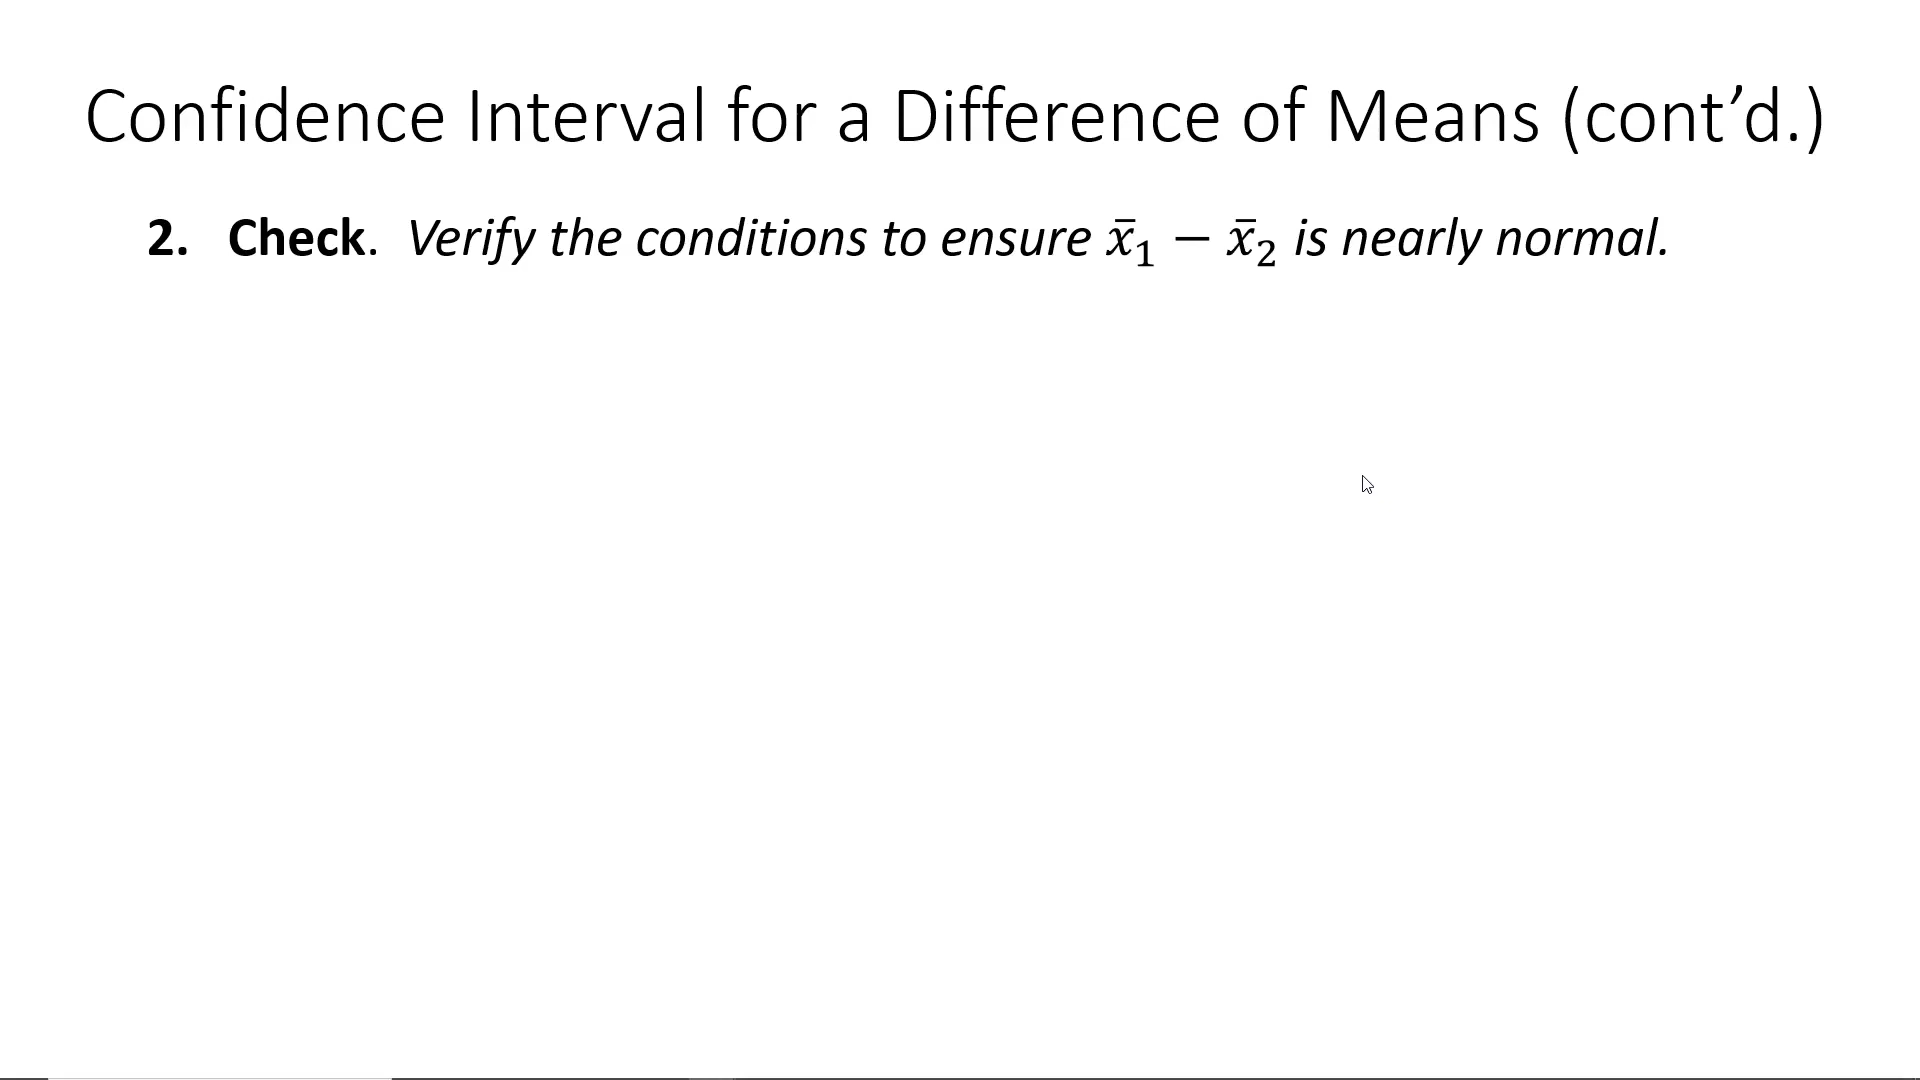 Confidence Interval for a Difference of Means (cont’d.)
2. Check. Verify the conditions to ensure x̄₁ − x̄₂ is nearly normal.